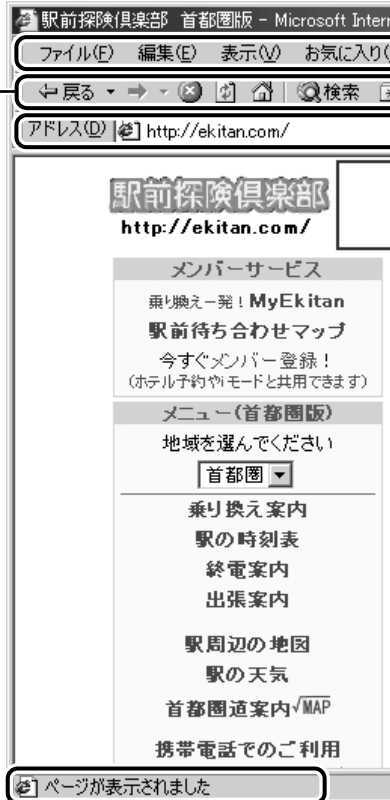 駅前探険倶楽部 首都圏版 - Microsoft
ファイル(F) 編集(E) 表示(V) お気に入り(
戻る 検索
アドレス(D) http://ekitan.com/
駅前探険倶楽部
http://ekitan.com/
メンバーサービス
乗り換え一発！MyEkitan
駅前待ち合わせマップ
今すぐメンバー登録！
(ホテル予約やiモードと共用できます)
メニュー(首都圏版)
地域を選んでください
首都圏
乗り換え案内
駅の時刻表
終電案内
出張案内
駅周辺の地図
駅の天気
首都圏道案内√MAP
携帯電話でのご利用
ページが表示されました